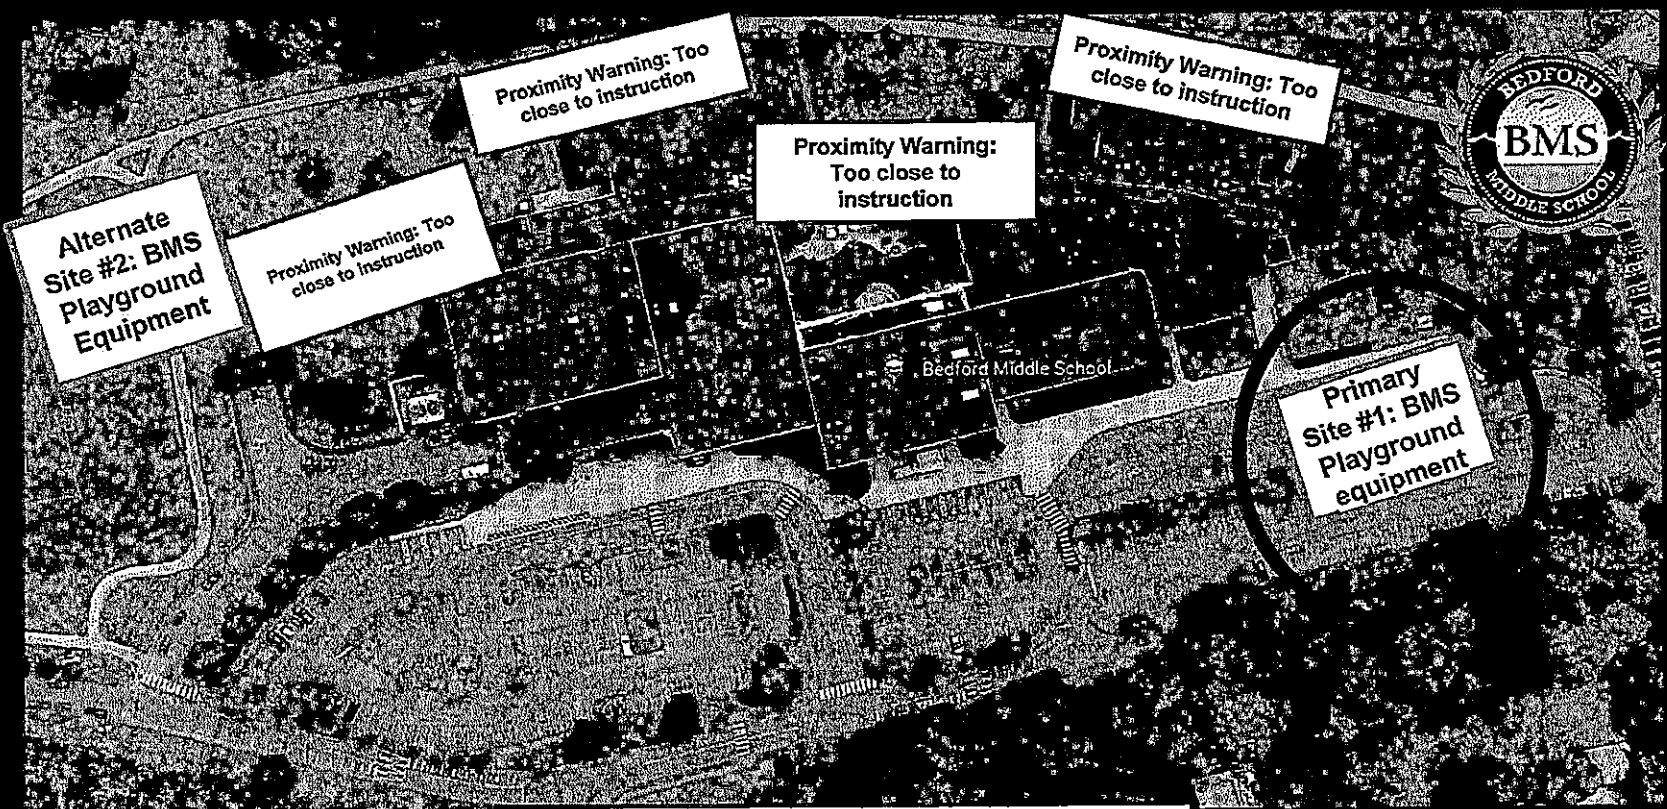 Proximity Warning: Too
close to instruction
Proximity Warning: Too
close to instruction
BEDFORD
BMS
MIDDLE SCHOOL
Proximity Warning:
Too close to
instruction
Alternate
Site #2: BMS
Playground
Equipment
Proximity Warning: Too
close to instruction
Bedford Middle School
Primary
Site #1: BMS
Playground
equipment